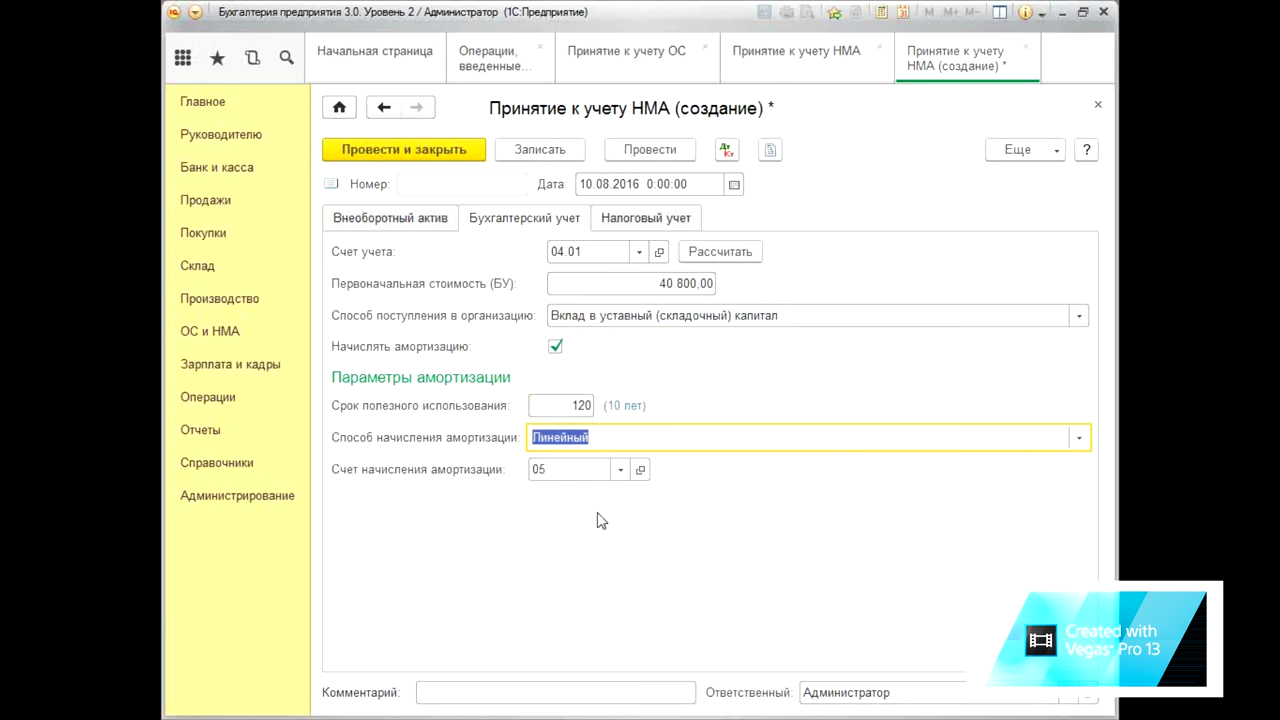 Бухгалтерия предприятия 3.0. Уровень 2 / Администратор (1С:Предприятие)
M M+ M−
Начальная страница
Операции,
введенные...
Принятие к учету ОС
Принятие к учету НМА
Принятие к учету
НМА (создание) *
Главное
Руководителю
Банк и касса
Продажи
Покупки
Склад
Производство
ОС и НМА
Зарплата и кадры
Операции
Отчеты
Справочники
Администрирование
Принятие к учету НМА (создание) *
Провести и закрыть
Записать
Провести
Дт
Кт
Еще
?
Номер:
Дата: 10.08.2016 0:00:00
Внеоборотный актив
Бухгалтерский учет
Налоговый учет
Счет учета: 04.01 Рассчитать
Первоначальная стоимость (БУ): 40 800,00
Способ поступления в организацию: Вклад в уставный (складочный) капитал
Начислять амортизацию:
Параметры амортизации
Срок полезного использования: 120 (10 лет)
Способ начисления амортизации: Линейный
Счет начисления амортизации: 05
Комментарий:
Ответственный: Администратор
Created with
Vegas® Pro 13